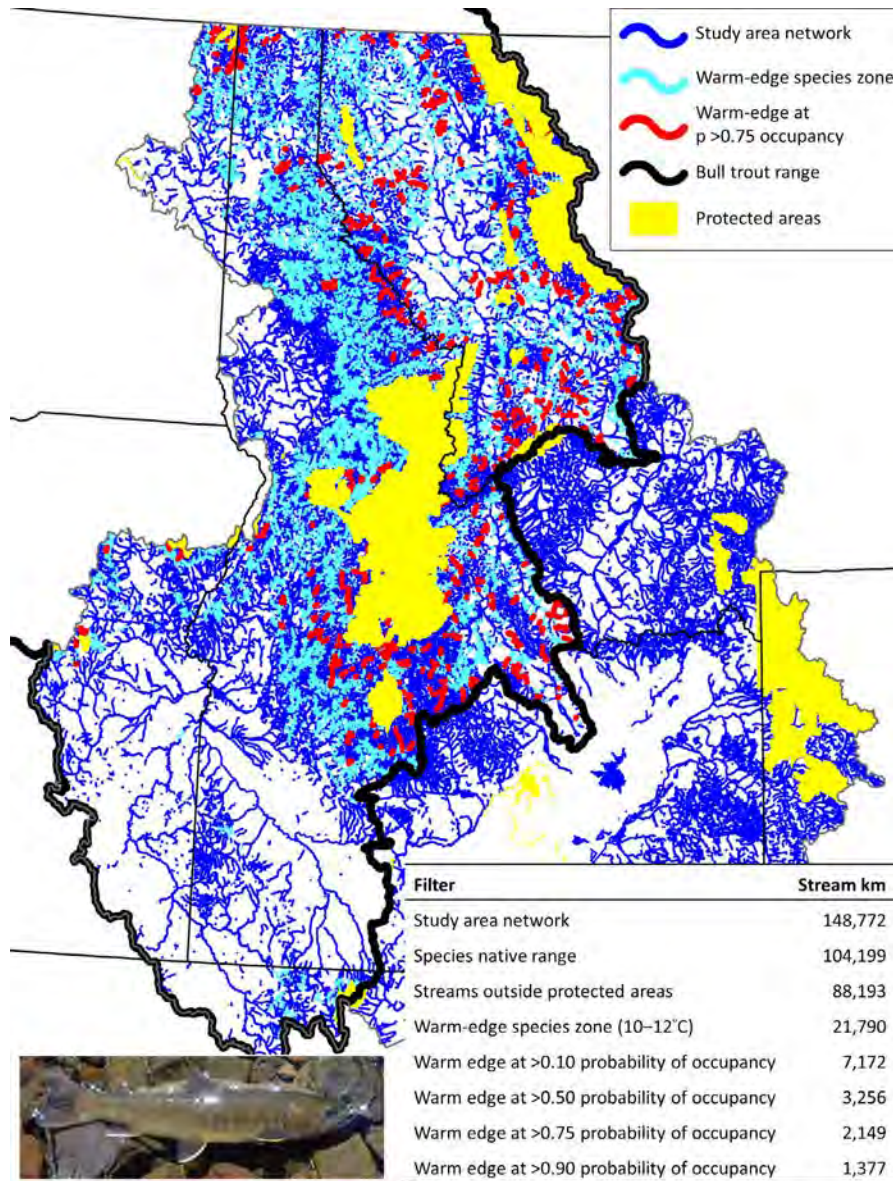 Study area network
Warm-edge species zone
Warm-edge at
p >0.75 occupancy
Bull trout range
Protected areas
Filter Stream km
Study area network 148,772
Species native range 104,199
Streams outside protected areas 88,193
Warm-edge species zone (10–12°C) 21,790
Warm edge at >0.10 probability of occupancy 7,172
Warm edge at >0.50 probability of occupancy 3,256
Warm edge at >0.75 probability of occupancy 2,149
Warm edge at >0.90 probability of occupancy 1,377